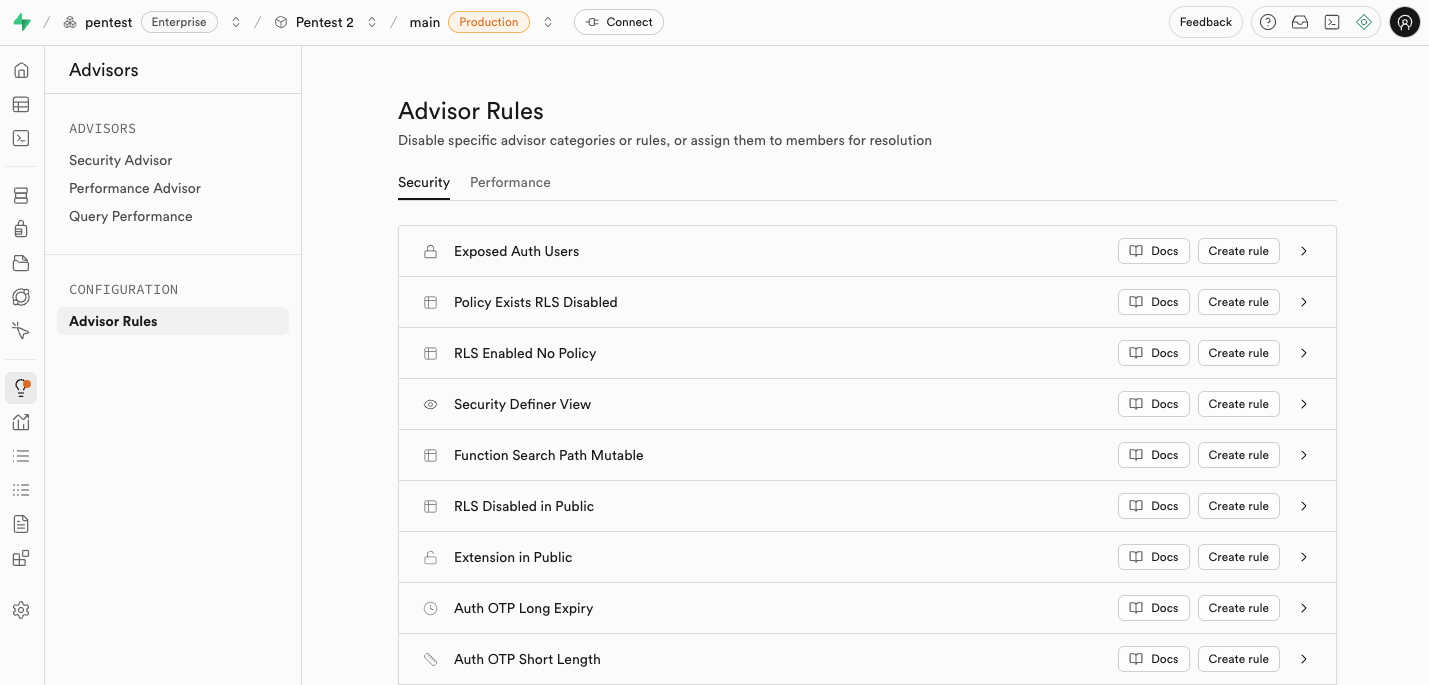 / pentest Enterprise / Pentest 2 / main Production Connect Feedback
Advisors
ADVISORS
Security Advisor
Performance Advisor
Query Performance
CONFIGURATION
Advisor Rules
Advisor Rules
Disable specific advisor categories or rules, or assign them to members for resolution
Security Performance
Exposed Auth Users Docs Create rule
Policy Exists RLS Disabled Docs Create rule
RLS Enabled No Policy Docs Create rule
Security Definer View Docs Create rule
Function Search Path Mutable Docs Create rule
RLS Disabled in Public Docs Create rule
Extension in Public Docs Create rule
Auth OTP Long Expiry Docs Create rule
Auth OTP Short Length Docs Create rule